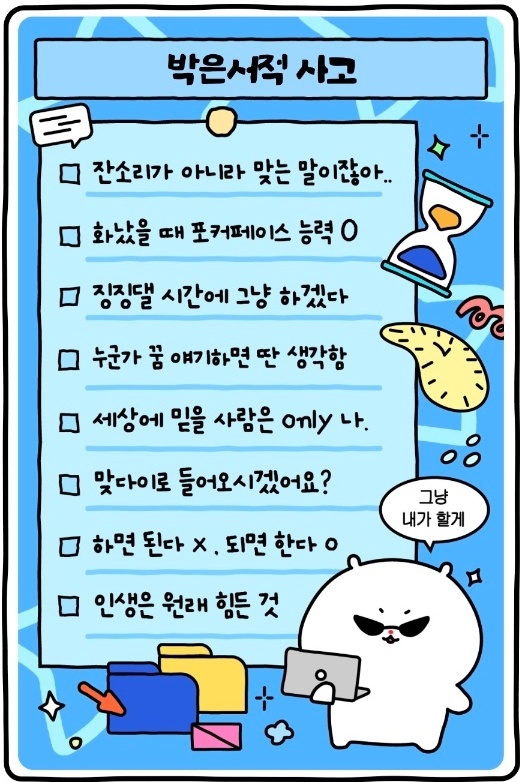 박은서적 사고
잔소리가 아니라 맞는 말이잖아..
화났을 때 포커페이스 능력 0
징징댈 시간에 그냥 하겠다
누군가 꿈 얘기하면 딴 생각함
세상에 믿을 사람은 only 나.
맞다이로 들어오시겠어요?
하면 된다 x, 되면 한다 o
인생은 원래 힘든 것
그냥
내가 할게